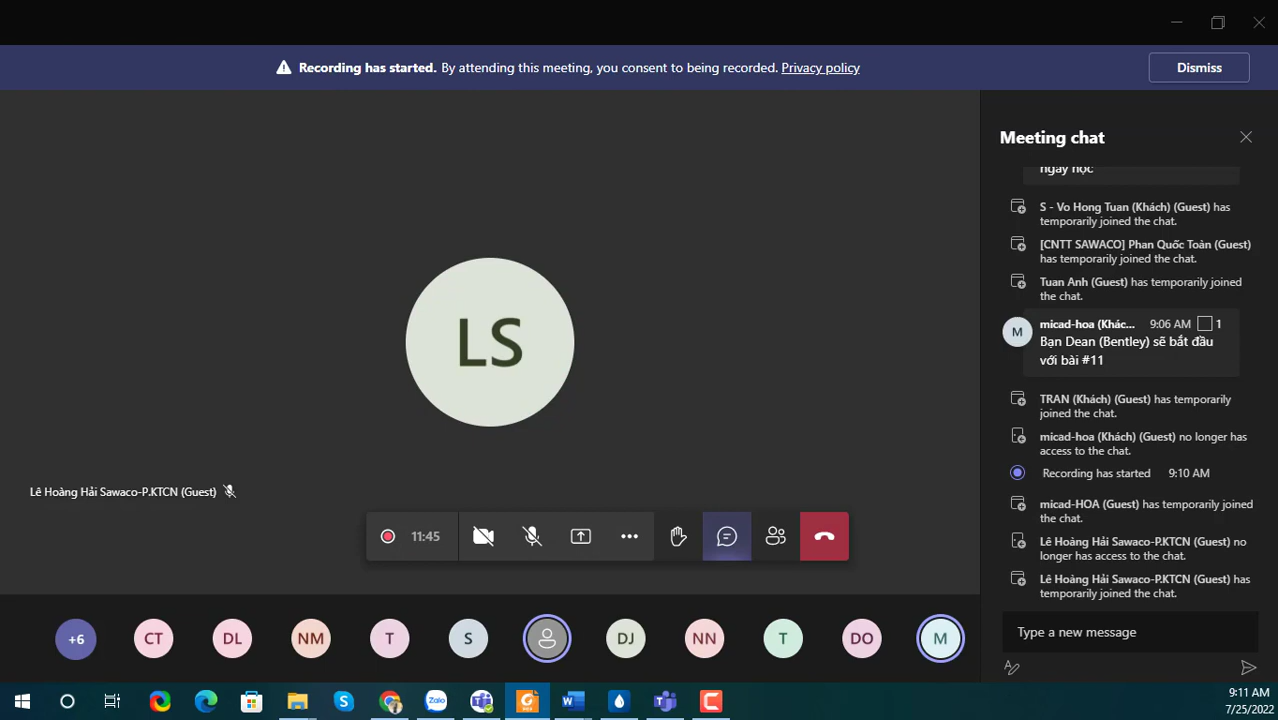 Recording has started. By attending this meeting, you consent to being recorded. Privacy policy
Dismiss
Meeting chat
ngày học
S - Vo Hong Tuan (Khách) (Guest) has
temporarily joined the chat.
[CNTT SAWACO] Phan Quốc Toàn (Guest)
has temporarily joined the chat.
Tuan Anh (Guest) has temporarily joined
the chat.
M
micad-hoa (Khác... 9:06 AM 1
Bạn Dean (Bentley) sẽ bắt đầu
với bài #11
TRAN (Khách) (Guest) has temporarily
joined the chat.
micad-hoa (Khách) (Guest) no longer has
access to the chat.
Recording has started 9:10 AM
micad-HOA (Guest) has temporarily joined
the chat.
Lê Hoàng Hải Sawaco-P.KTCN (Guest) no
longer has access to the chat.
Lê Hoàng Hải Sawaco-P.KTCN (Guest) has
temporarily joined the chat.
Type a new message
LS
Lê Hoàng Hải Sawaco-P.KTCN (Guest)
11:45
+6 CT DL NM T S DJ NN T DO M
Zalo
9:11 AM
7/25/2022